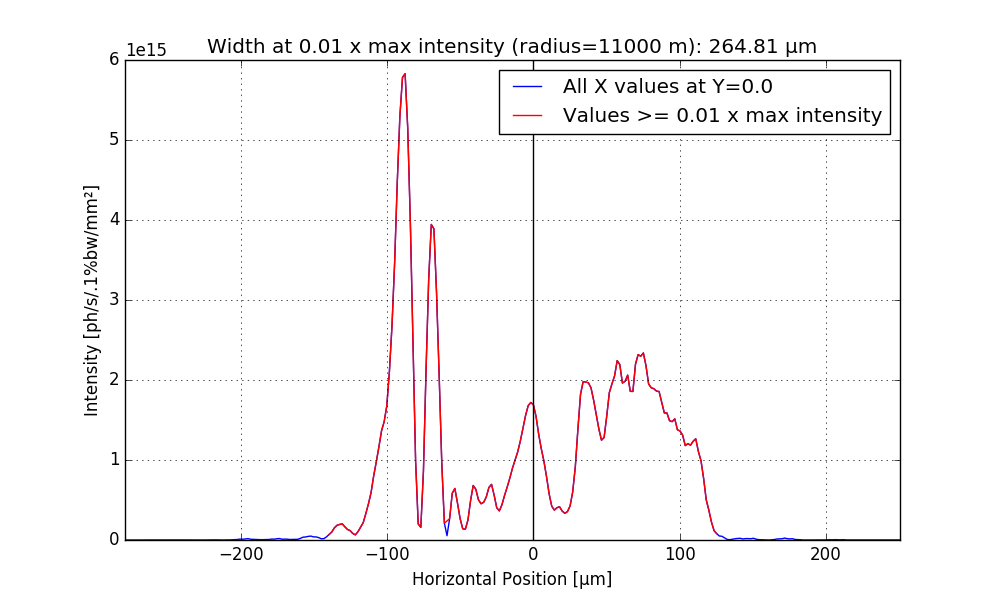 Width at 0.01 x max intensity (radius=11000 m): 264.81 µm
1e15
All X values at Y=0.0
Values >= 0.01 x max intensity
6
5
4
3
2
1
0
Intensity [ph/s/.1%bw/mm²]
−200 −100 0 100 200
Horizontal Position [µm]